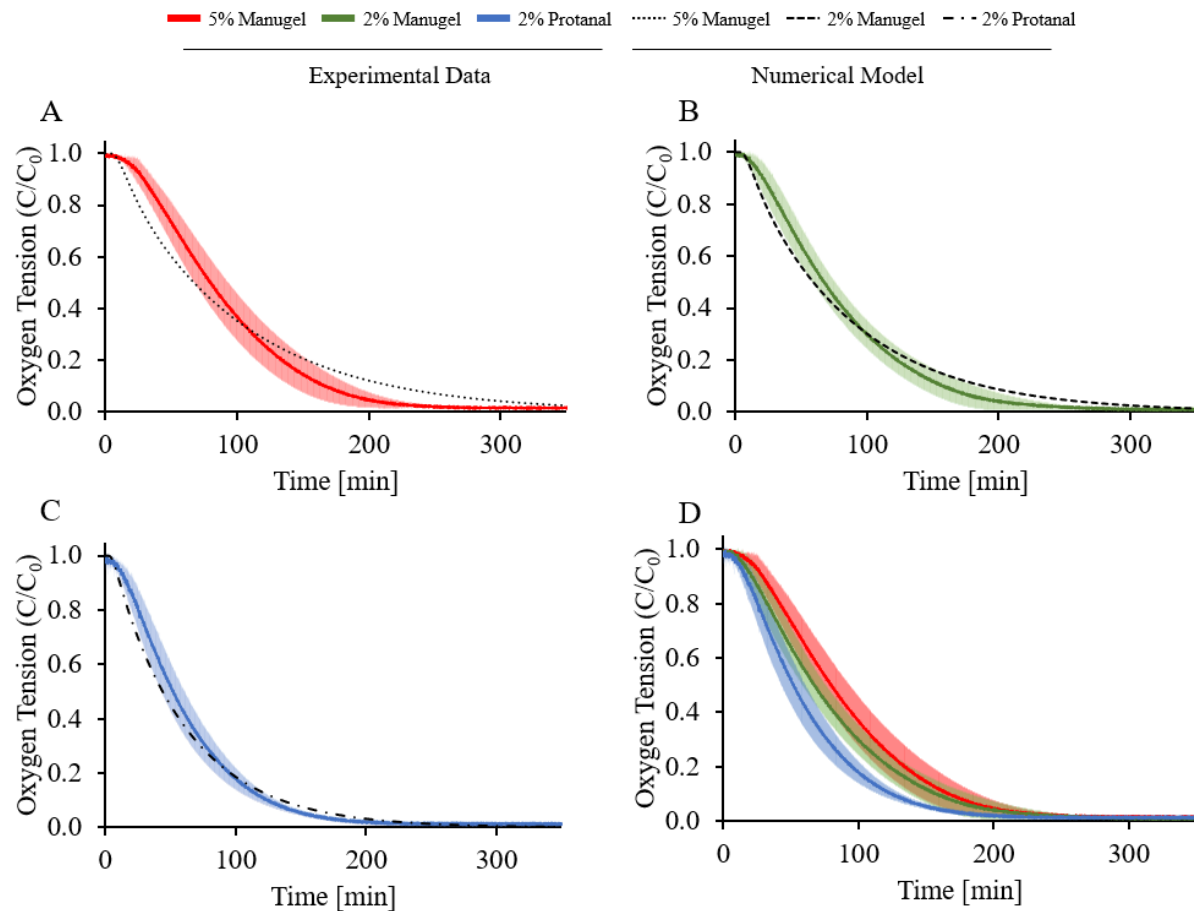 5% Manugel 2% Manugel 2% Protanal 5% Manugel 2% Manugel 2% Protanal
Experimental Data Numerical Model
A
Oxygen Tension (C/C₀)
1.0
0.8
0.6
0.4
0.2
0.0
0 100 200 300
Time [min]
B
Oxygen Tension (C/C₀)
1.0
0.8
0.6
0.4
0.2
0.0
0 100 200 300
Time [min]
C
Oxygen Tension (C/C₀)
1.0
0.8
0.6
0.4
0.2
0.0
0 100 200 300
Time [min]
D
Oxygen Tension (C/C₀)
1.0
0.8
0.6
0.4
0.2
0.0
0 100 200 300
Time [min]